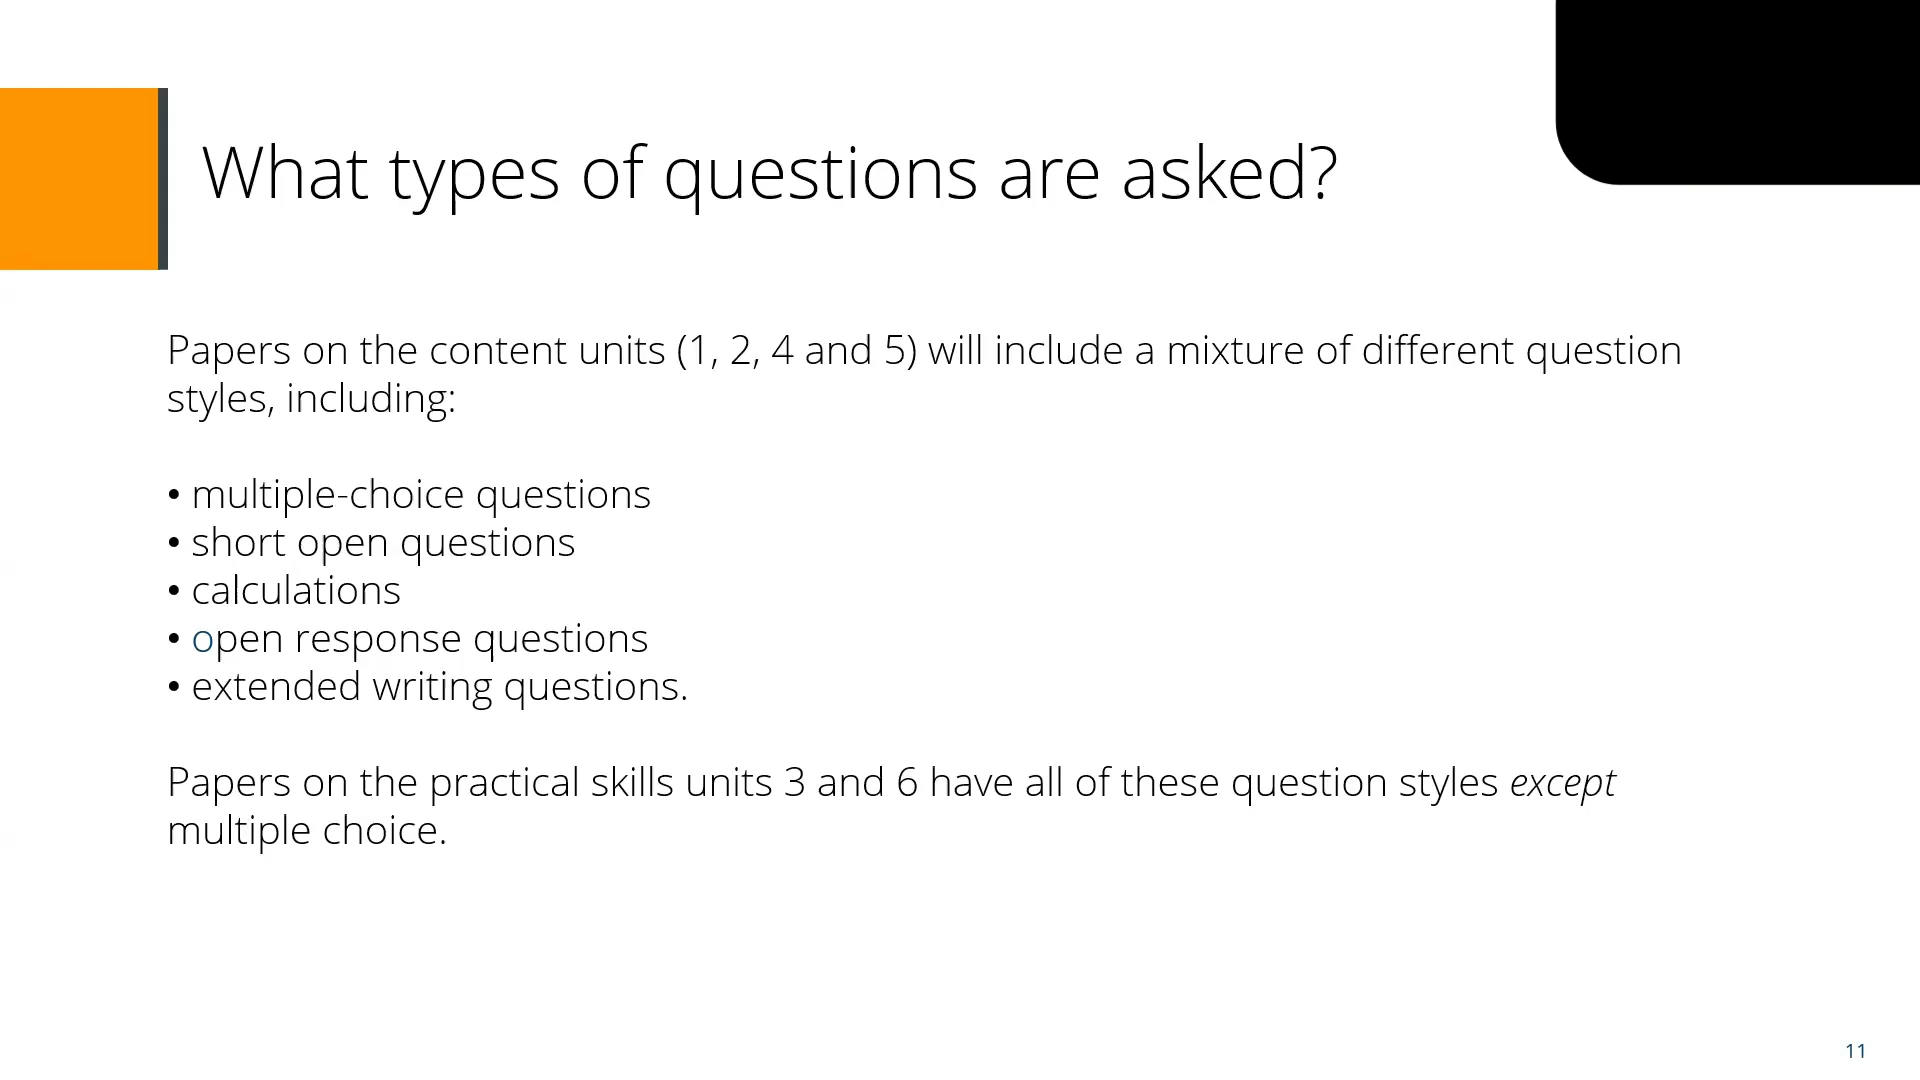 What types of questions are asked?
Papers on the content units (1, 2, 4 and 5) will include a mixture of different question
styles, including:
• multiple-choice questions
• short open questions
• calculations
• open response questions
• extended writing questions.
Papers on the practical skills units 3 and 6 have all of these question styles except
multiple choice.
11